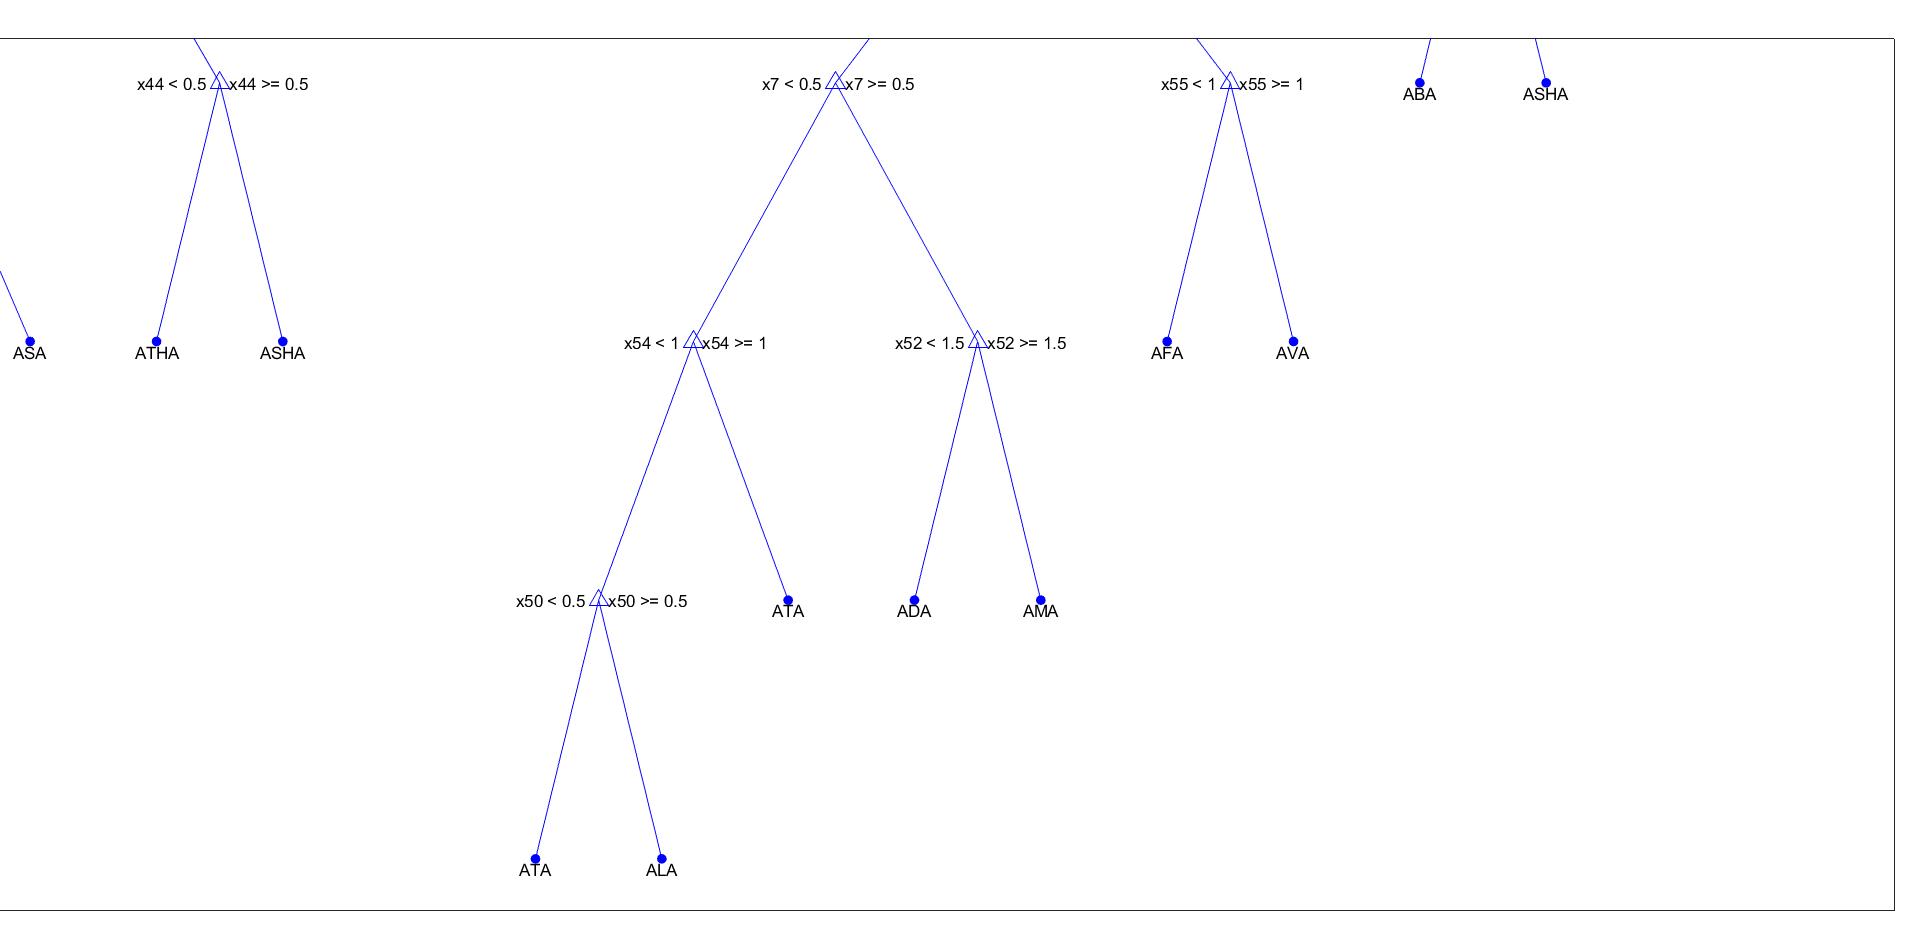 x44 < 0.5 x44 >= 0.5
x7 < 0.5 x7 >= 0.5
x55 < 1 x55 >= 1
ABA
ASHA
ASA
ATHA
ASHA
x54 < 1 x54 >= 1
x52 < 1.5 x52 >= 1.5
AFA
AVA
x50 < 0.5 x50 >= 0.5
ATA
ADA
AMA
ATA
ALA